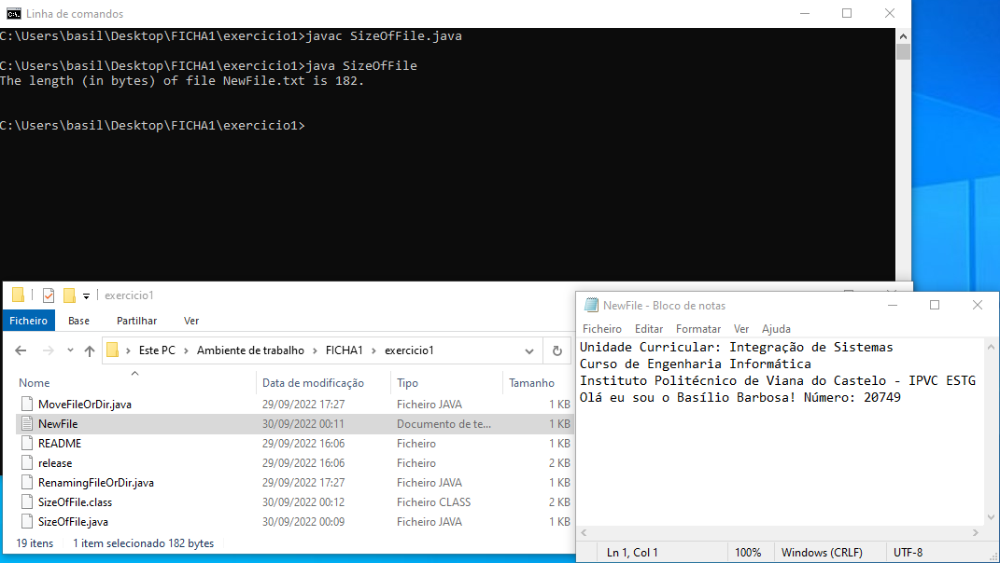 Linha de comandos
C:\Users\basil\Desktop\FICHA1\exercicio1>javac SizeOfFile.java
C:\Users\basil\Desktop\FICHA1\exercicio1>java SizeOfFile
The length (in bytes) of file NewFile.txt is 182.
C:\Users\basil\Desktop\FICHA1\exercicio1>
exercicio1
Ficheiro Base Partilhar Ver
Este PC > Ambiente de trabalho > FICHA1 > exercicio1
Nome Data de modificação Tipo Tamanho
MoveFileOrDir.java 29/09/2022 17:27 Ficheiro JAVA 1 KB
NewFile 30/09/2022 00:11 Documento de te... 1 KB
README 29/09/2022 16:06 Ficheiro 1 KB
release 29/09/2022 16:06 Ficheiro 2 KB
RenamingFileOrDir.java 29/09/2022 17:27 Ficheiro JAVA 1 KB
SizeOfFile.class 30/09/2022 00:12 Ficheiro CLASS 2 KB
SizeOfFile.java 30/09/2022 00:09 Ficheiro JAVA 1 KB
19 itens 1 item selecionado 182 bytes
NewFile - Bloco de notas
Ficheiro Editar Formatar Ver Ajuda
Unidade Curricular: Integração de Sistemas
Curso de Engenharia Informática
Instituto Politécnico de Viana do Castelo - IPVC ESTG
Olá eu sou o Basílio Barbosa! Número: 20749
Ln 1, Col 1 100% Windows (CRLF) UTF-8